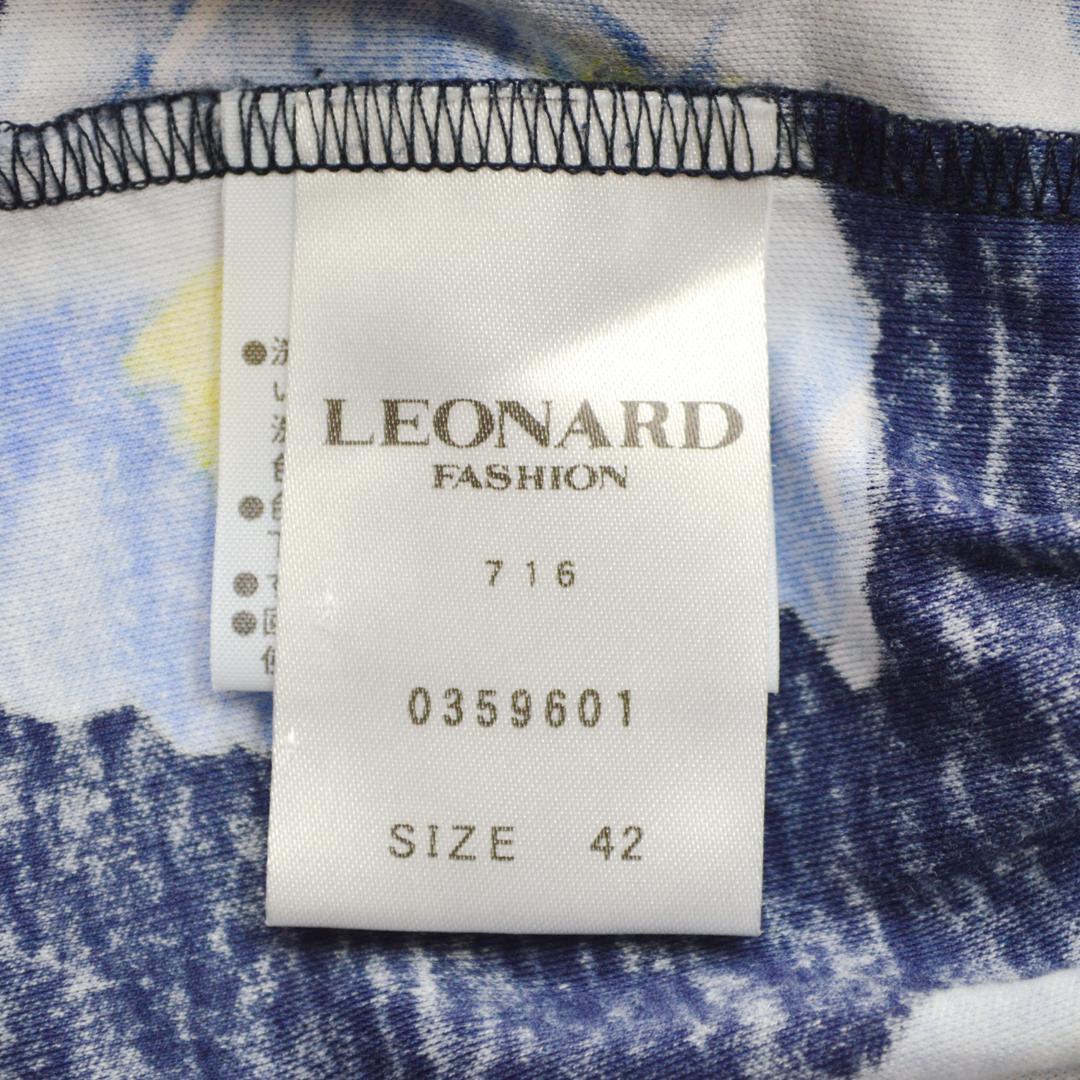 LEONARD
FASHION
716
0359601
SIZE 42